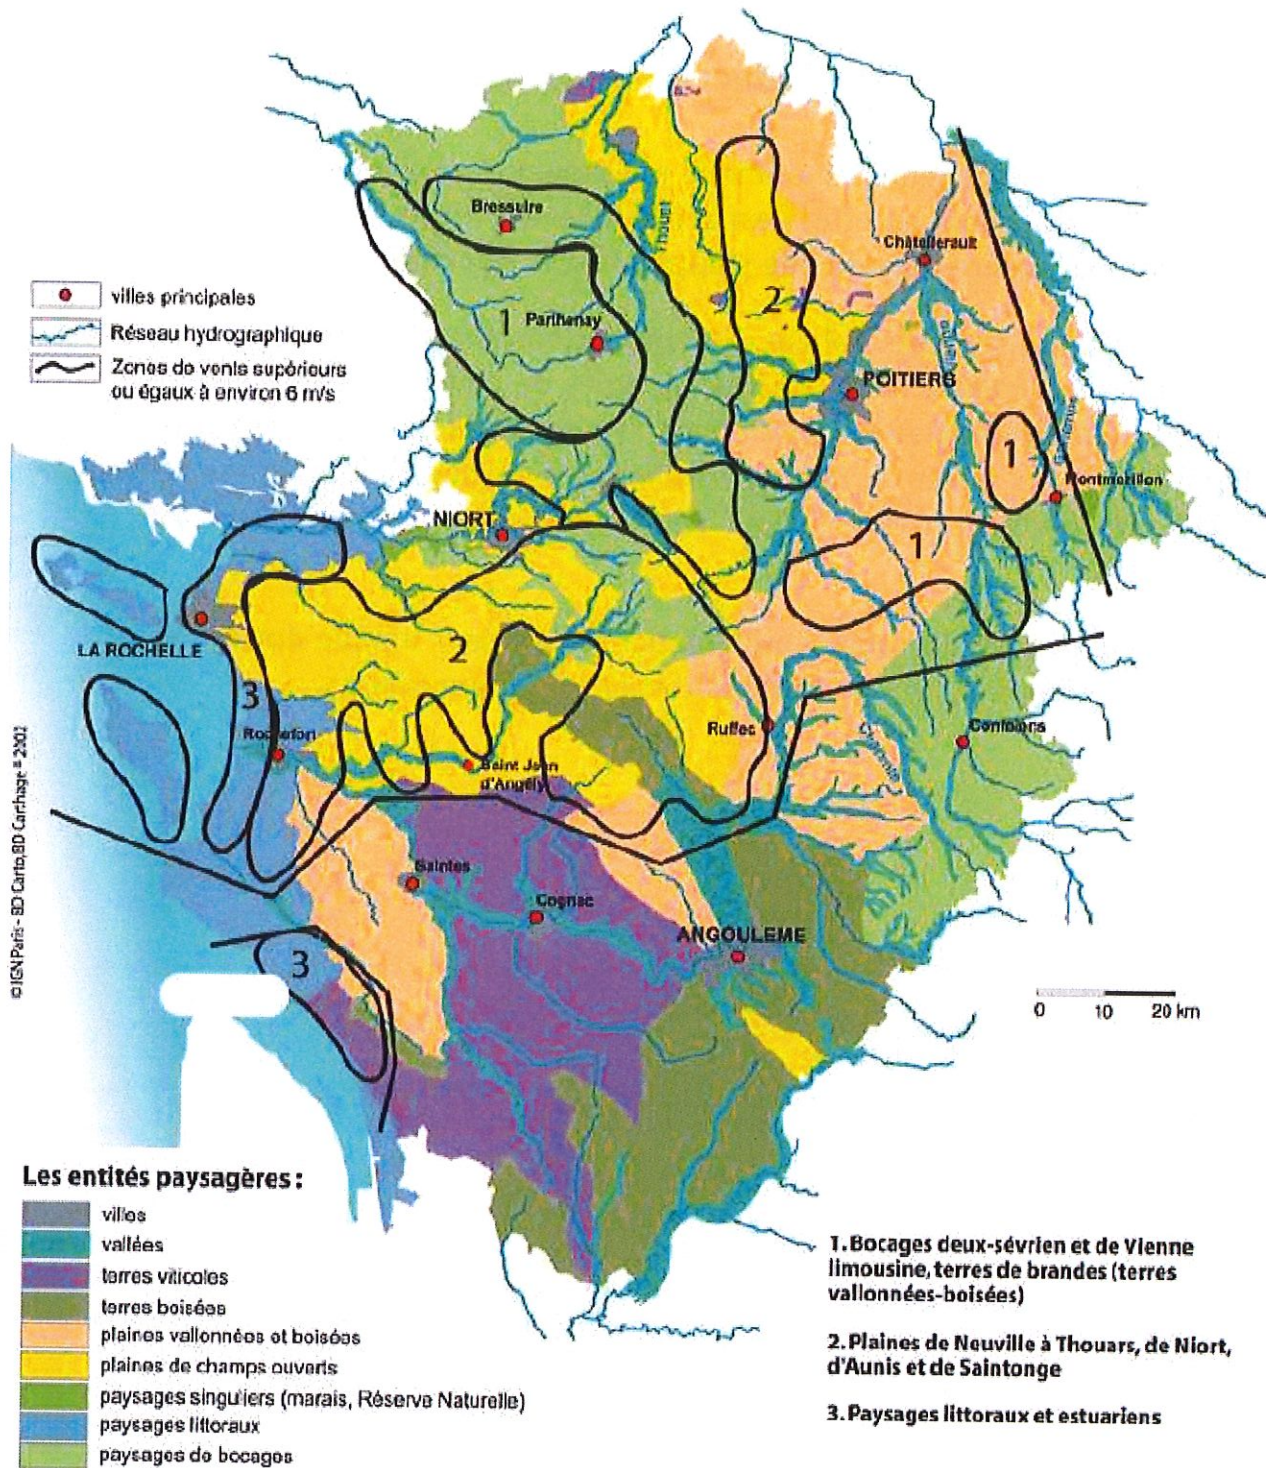 Bressuire
Thouet
Châtellerault
villes principales
Réseau hydrographique
Zones de vents supérieurs
ou égaux à environ 6 m/s
1
Parthenay
2
POITIERS
1
Montmorillon
NIORT
1
LA ROCHELLE
2
3
Rochefort
Saint Jean
d'Angély
Ruffec
Charente
Confolens
© IGN Paris - BD Carto, BD Carthage ® 2002
Saintes
Cognac
ANGOULEME
3
0 10 20 km
Les entités paysagères :
villes
vallées
terres viticoles
terres boisées
plaines vallonnées et boisées
plaines de champs ouverts
paysages singuliers (marais, Réserve Naturelle)
paysages littoraux
paysages de bocages
1. Bocages deux-sévrien et de Vienne
limousine, terres de brandes (terres
vallonnées-boisées)
2. Plaines de Neuville à Thouars, de Niort,
d'Aunis et de Saintonge
3. Paysages littoraux et estuariens